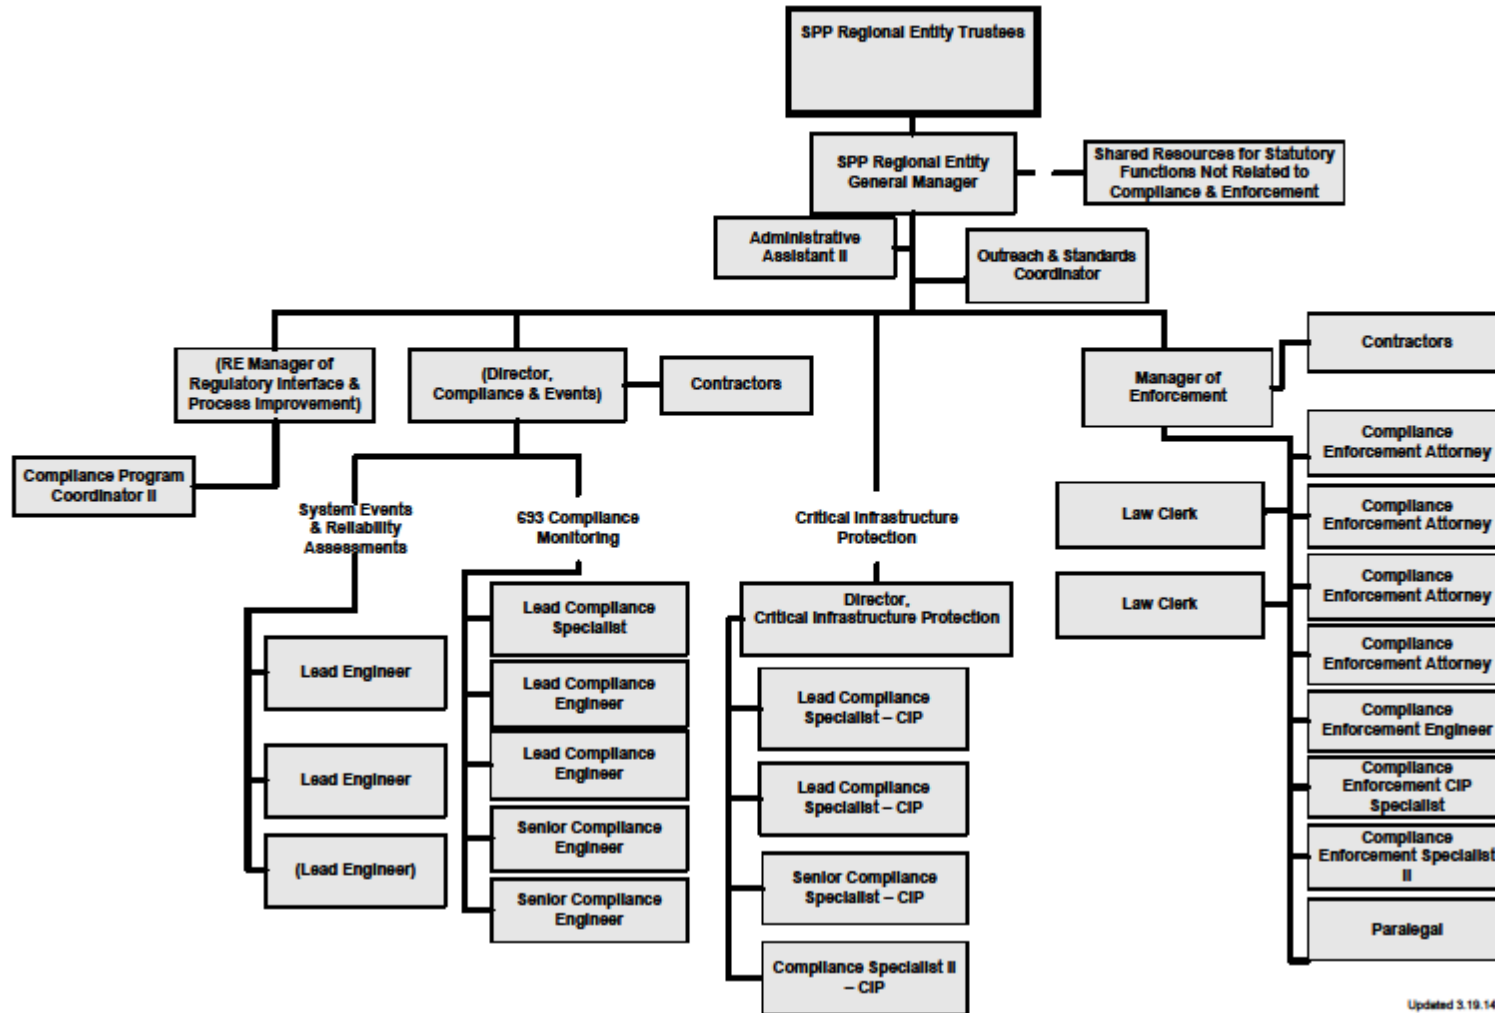 SPP Regional Entity Trustees
SPP Regional Entity
General Manager
Shared Resources for Statutory
Functions Not Related to
Compliance & Enforcement
Administrative
Assistant II
Outreach & Standards
Coordinator
(RE Manager of
Regulatory Interface &
Process Improvement)
(Director,
Compliance & Events)
Contractors
Manager of
Enforcement
Contractors
Compliance Program
Coordinator II
System Events
& Reliability
Assessments
693 Compliance
Monitoring
Critical Infrastructure
Protection
Lead Engineer
Lead Engineer
(Lead Engineer)
Lead Compliance
Specialist
Lead Compliance
Engineer
Lead Compliance
Engineer
Senior Compliance
Engineer
Senior Compliance
Engineer
Director,
Critical Infrastructure Protection
Lead Compliance
Specialist – CIP
Lead Compliance
Specialist – CIP
Senior Compliance
Specialist – CIP
Compliance Specialist II
– CIP
Law Clerk
Law Clerk
Compliance
Enforcement Attorney
Compliance
Enforcement Attorney
Compliance
Enforcement Attorney
Compliance
Enforcement Attorney
Compliance
Enforcement Engineer
Compliance
Enforcement CIP
Specialist
Compliance
Enforcement Specialist
II
Paralegal
Updated 3.19.14